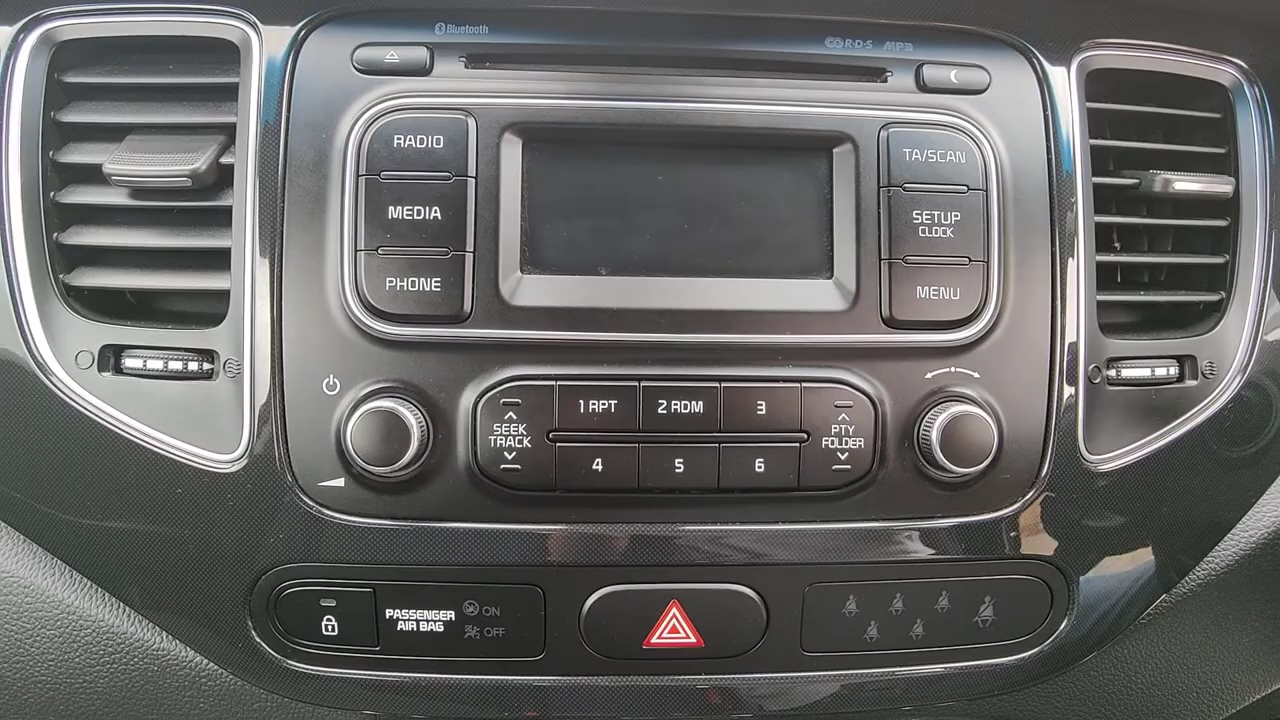 Bluetooth
R·D·S MP3
RADIO
MEDIA
PHONE
TA/SCAN
SETUP
CLOCK
MENU
SEEK
TRACK
1 RPT
2 RDM
3
4
5
6
PTY
FOLDER
PASSENGER
AIR BAG
ON
OFF